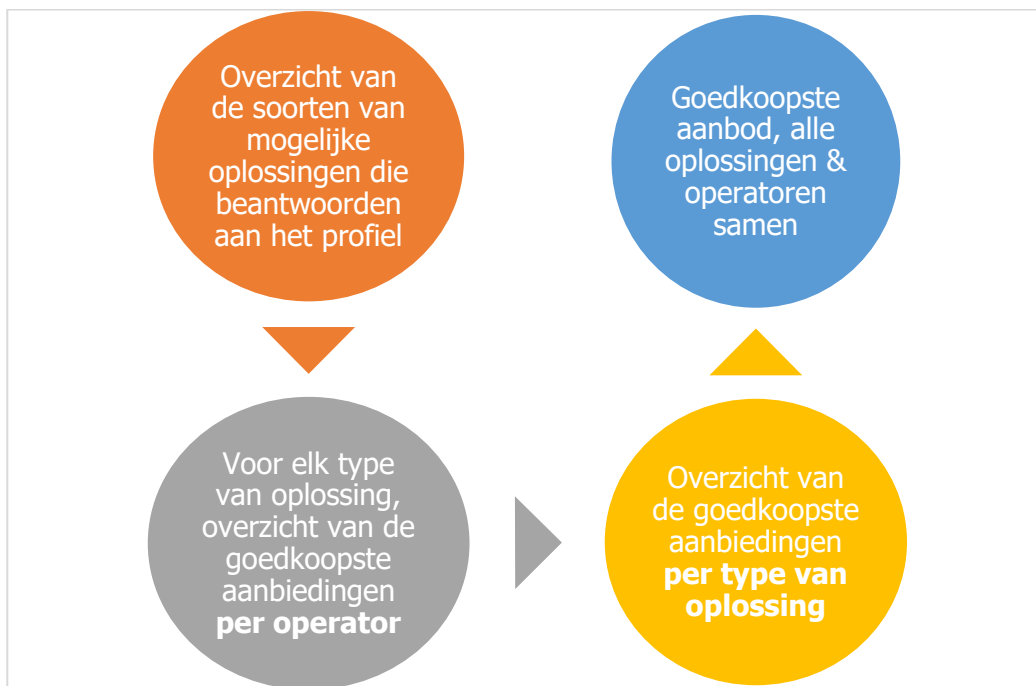 Overzicht van
de soorten van
mogelijke
oplossingen die
beantwoorden
aan het profiel
Voor elk type
van oplossing,
overzicht van de
goedkoopste
aanbiedingen
per operator
Overzicht van
de goedkoopste
aanbiedingen
per type van
oplossing
Goedkoopste
aanbod, alle
oplossingen &
operatoren
samen